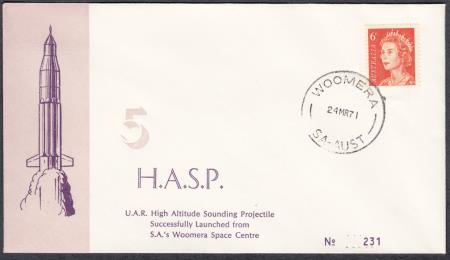 6c
AUSTRALIA
WOOMERA
24MR71
SA-AUST
5
H.A.S.P.
U.A.R. High Altitude Sounding Projectile
Successfully Launched from
S.A.'s Woomera Space Centre
No 231